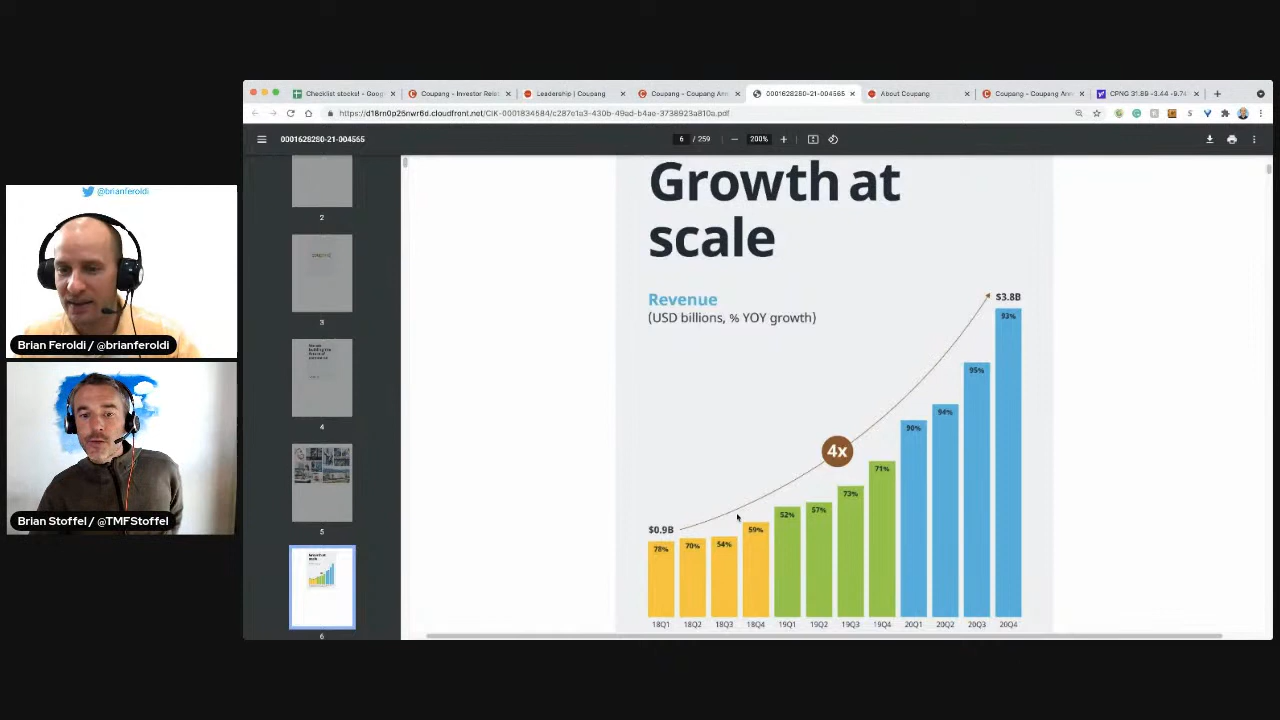 Checklist stocks! - Goog
Coupang - Investor Rela
Leadership | Coupang
Coupang - Coupang Ann
0001628280-21-004565
About Coupang
Coupang - Coupang Ann
CPNG 31.89 -3.44 -9.74
https://d18rn0p25nwr6d.cloudfront.net/CIK-0001834584/c287e1a3-430b-49ed-b4ae-3738923a810a.pdf
0001628280-21-004565
6 / 259
200%
2
3
4
5
6
Growth at
scale
Revenue
(USD billions, % YOY growth)
$0.9B
4x
$3.8B
78%
70%
54%
59%
52%
57%
73%
71%
90%
94%
95%
93%
18Q1
18Q2
18Q3
18Q4
19Q1
19Q2
19Q3
19Q4
20Q1
20Q2
20Q3
20Q4
@brianferoldi
Brian Feroldi / @brianferoldi
Brian Stoffel / @TMFStoffel